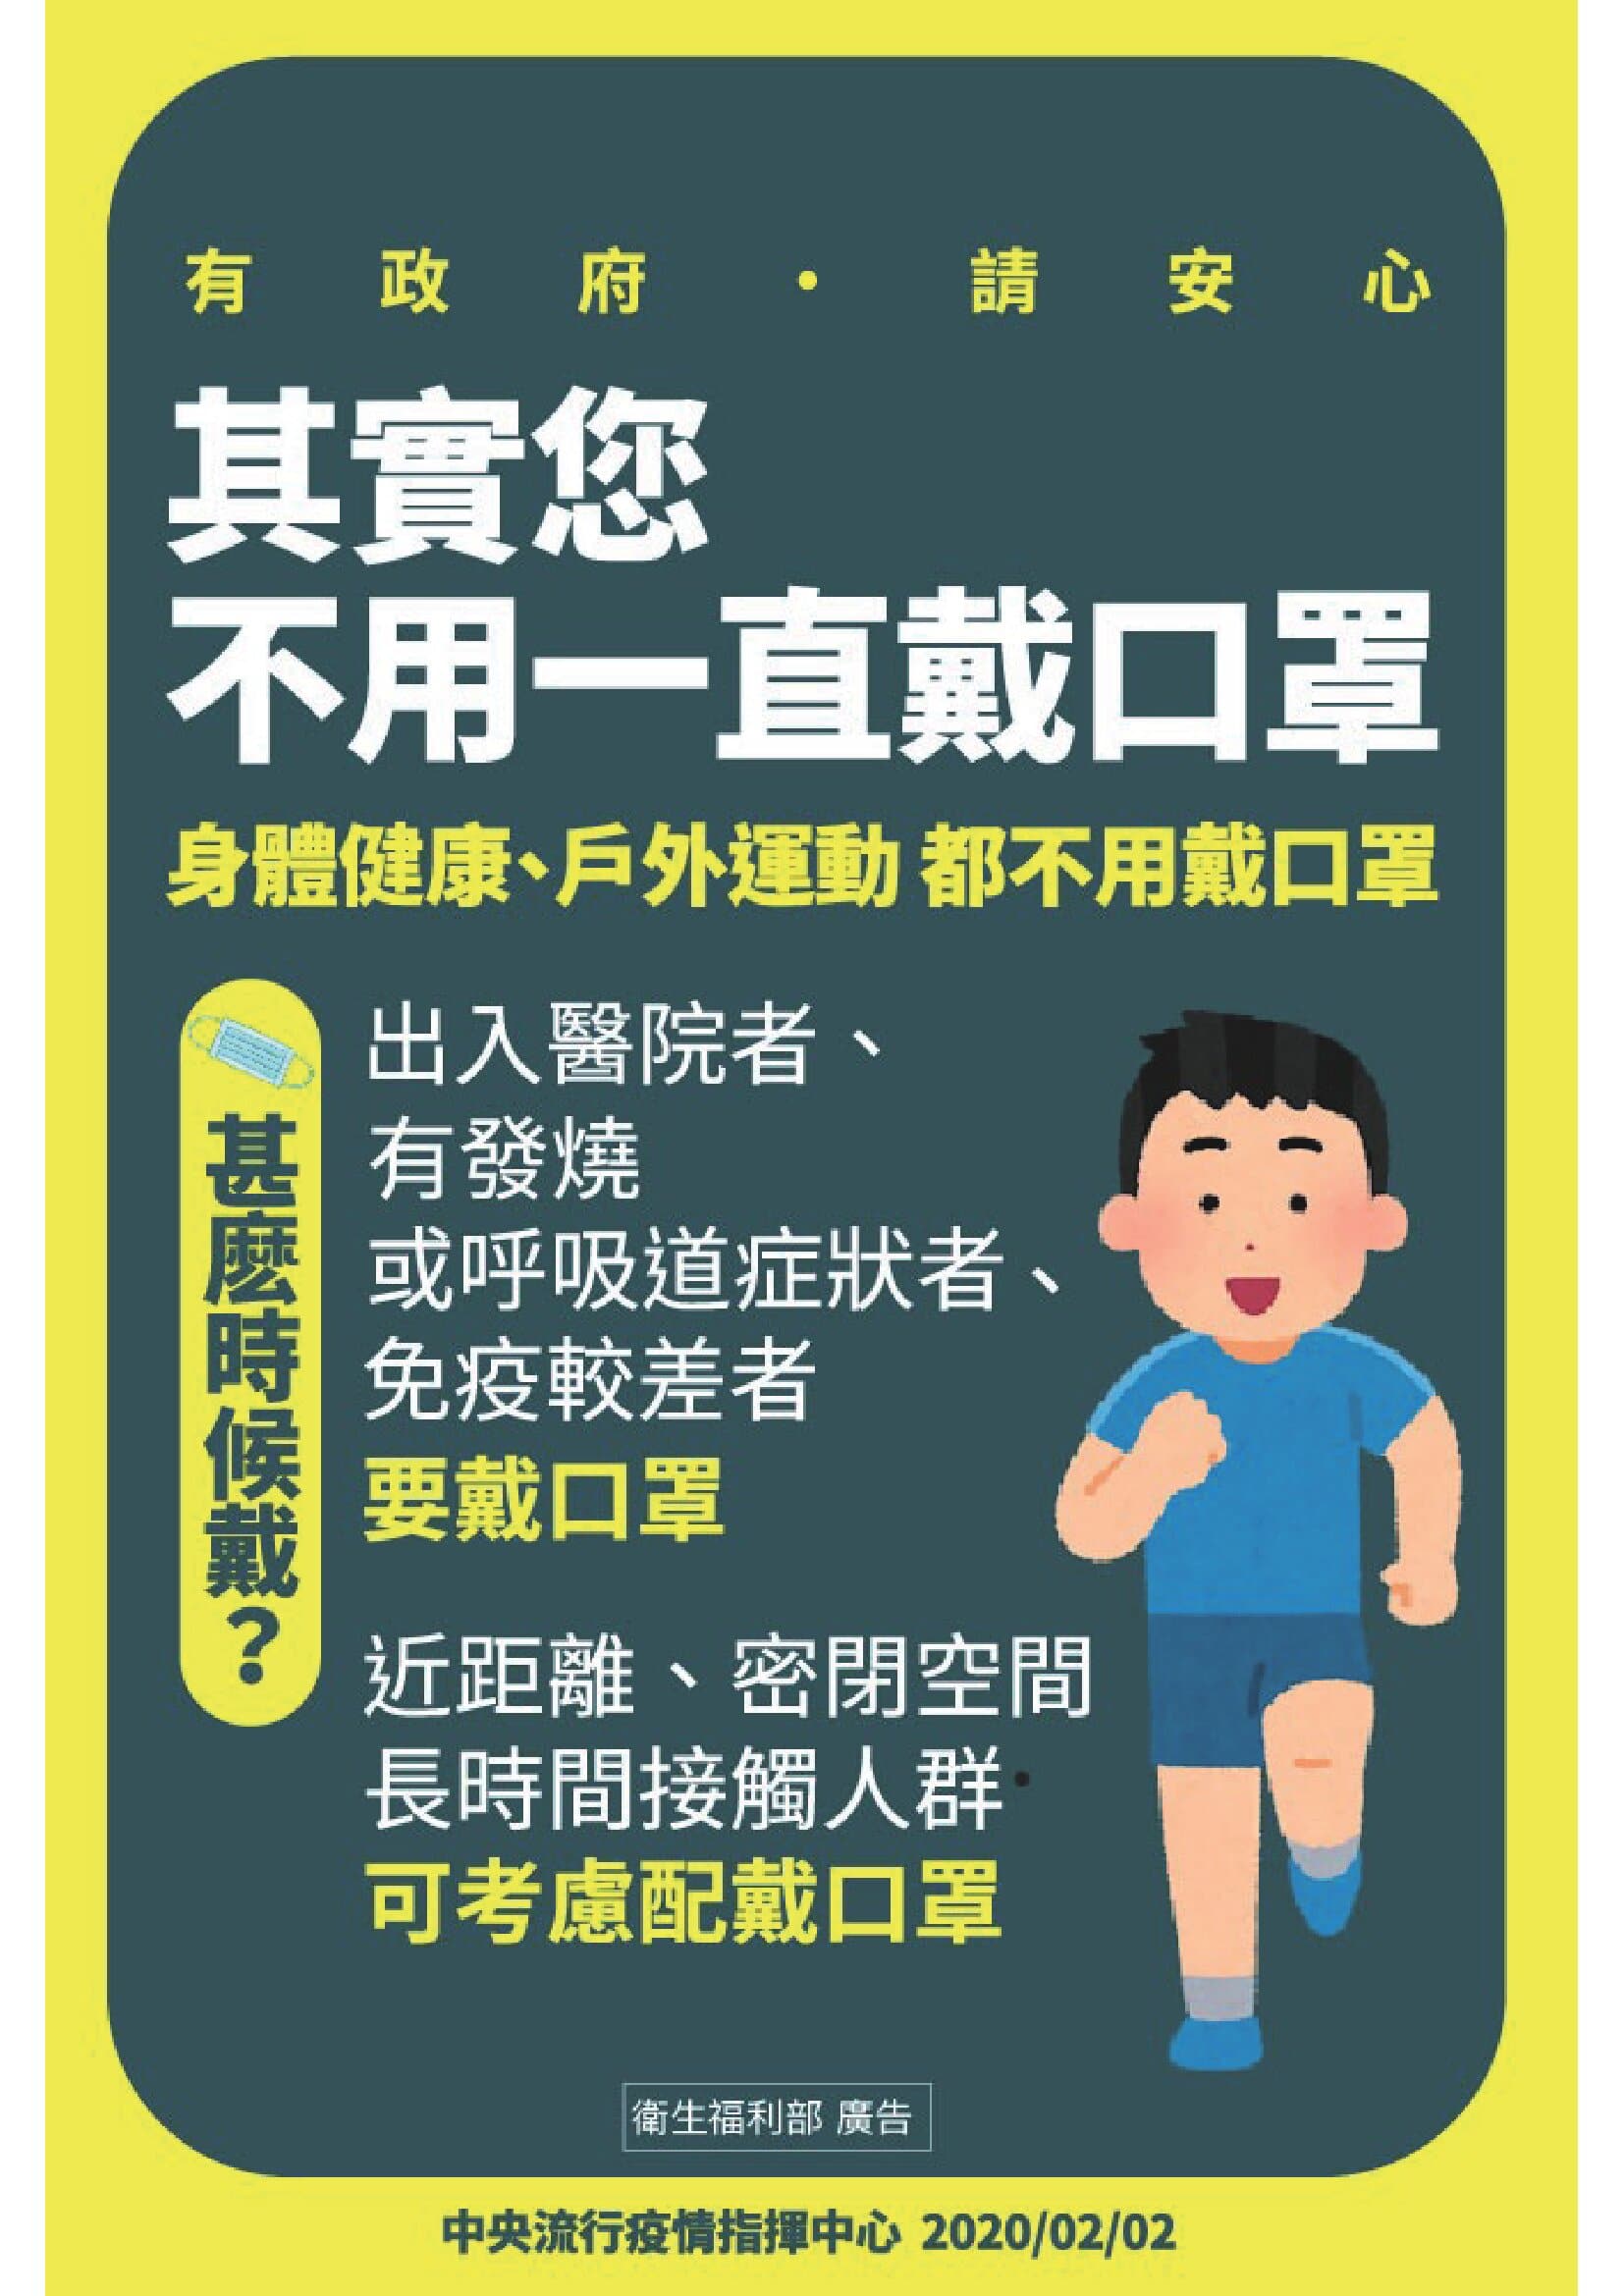 有政府・請安心
其實您
不用一直戴口罩
身體健康、戶外運動 都不用戴口罩
甚麼時候戴?
出入醫院者、
有發燒
或呼吸道症狀者、
免疫較差者
要戴口罩
近距離、密閉空間
長時間接觸人群
可考慮配戴口罩
衛生福利部 廣告
中央流行疫情指揮中心 2020/02/02